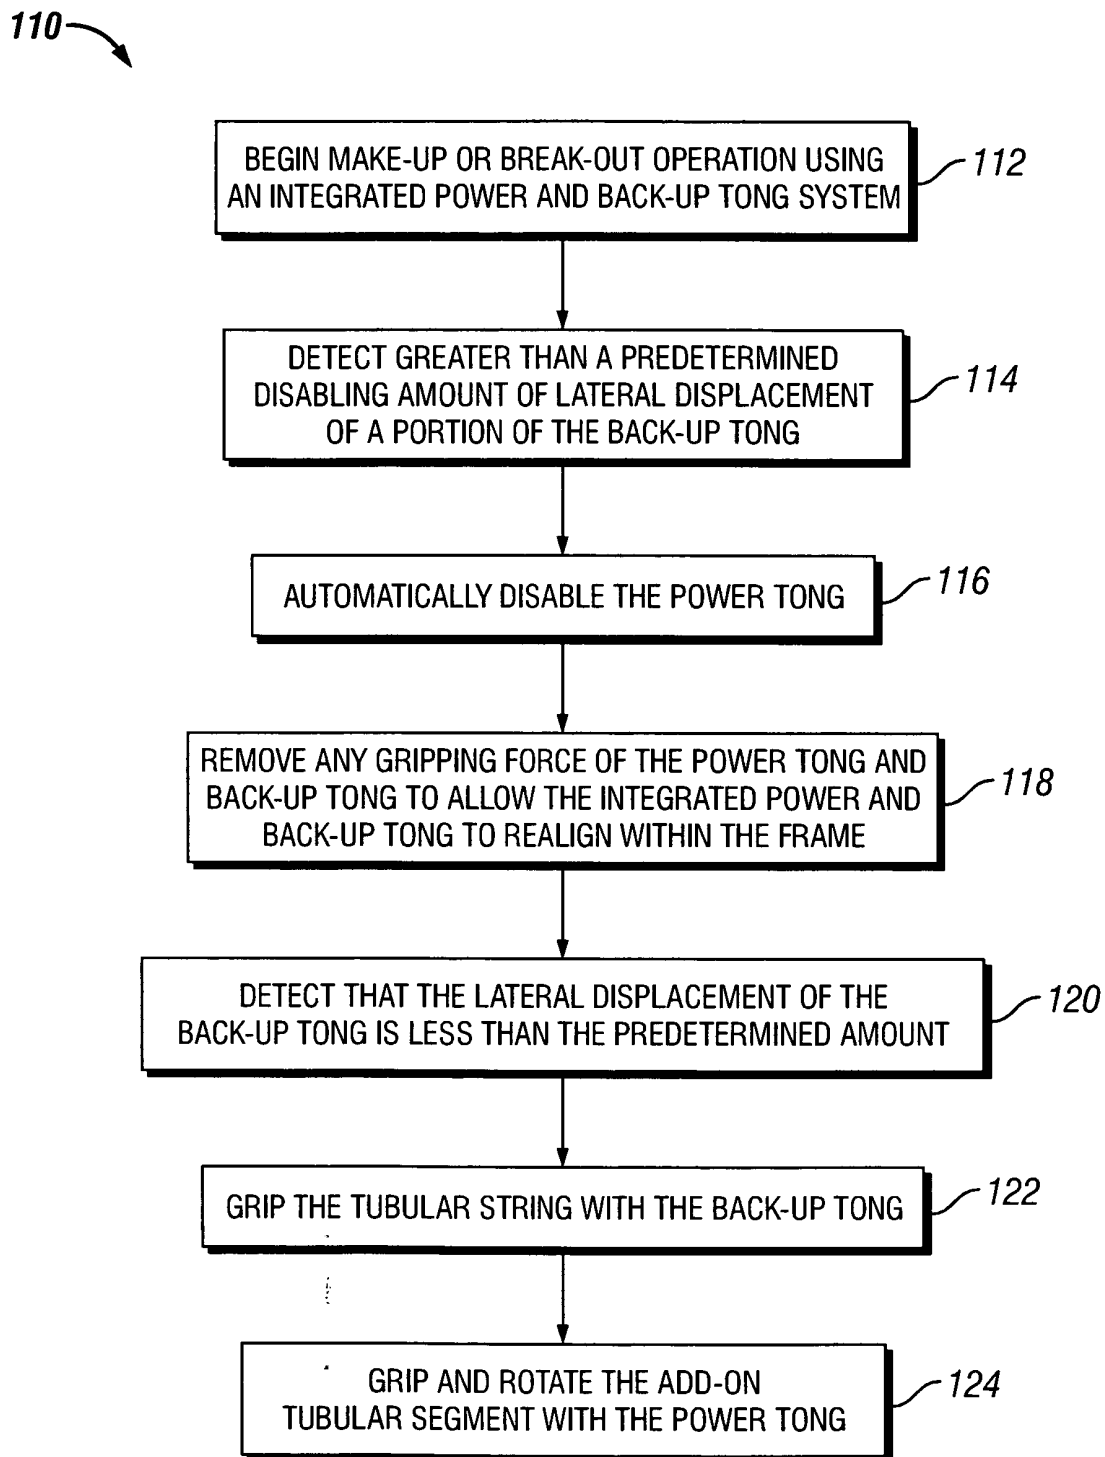 110
BEGIN MAKE-UP OR BREAK-OUT OPERATION USING
AN INTEGRATED POWER AND BACK-UP TONG SYSTEM
112
DETECT GREATER THAN A PREDETERMINED
DISABLING AMOUNT OF LATERAL DISPLACEMENT
OF A PORTION OF THE BACK-UP TONG
114
AUTOMATICALLY DISABLE THE POWER TONG
116
REMOVE ANY GRIPPING FORCE OF THE POWER TONG AND
BACK-UP TONG TO ALLOW THE INTEGRATED POWER AND
BACK-UP TONG TO REALIGN WITHIN THE FRAME
118
DETECT THAT THE LATERAL DISPLACEMENT OF THE
BACK-UP TONG IS LESS THAN THE PREDETERMINED AMOUNT
120
GRIP THE TUBULAR STRING WITH THE BACK-UP TONG
122
GRIP AND ROTATE THE ADD-ON
TUBULAR SEGMENT WITH THE POWER TONG
124